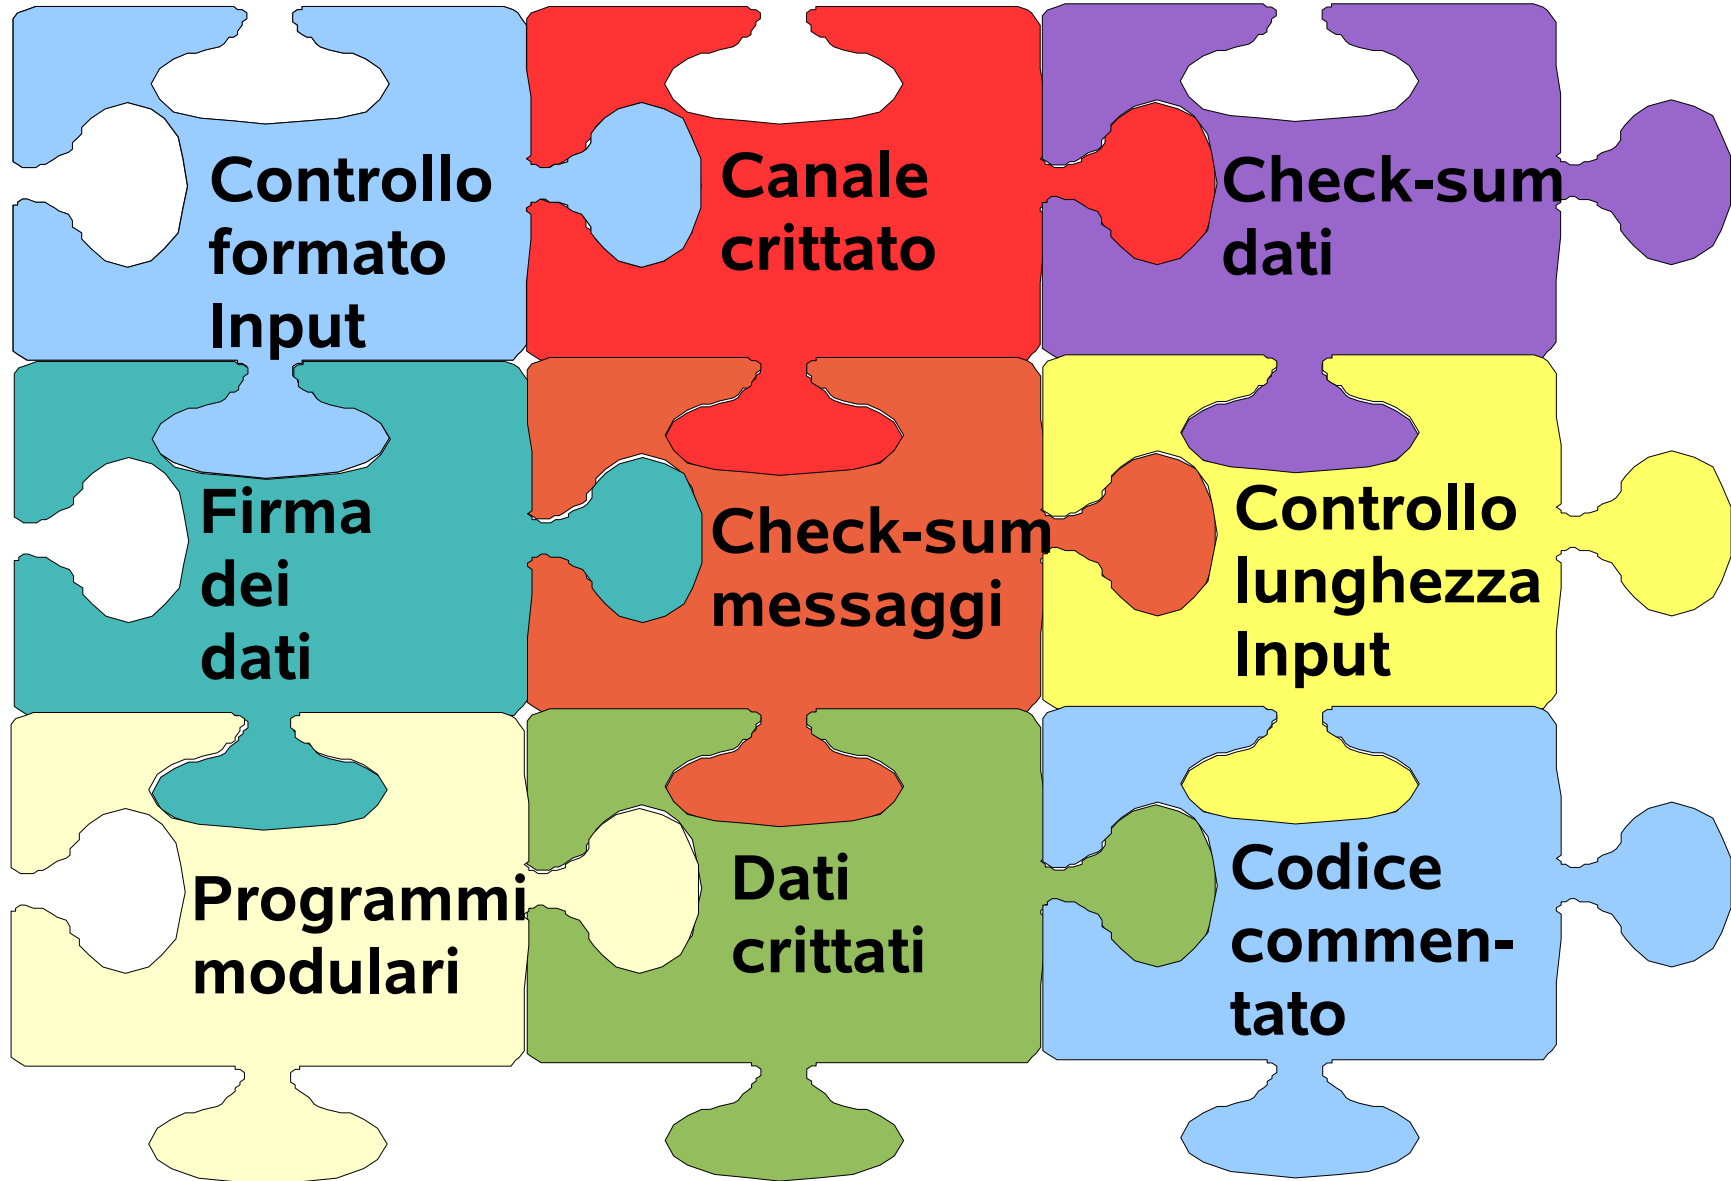 Controllo
formato
Input
Canale
crittato
Check-sum
dati
Firma
dei
dati
Check-sum
messaggi
Controllo
lunghezza
Input
Programmi
modulari
Dati
crittati
Codice
commen-
tato